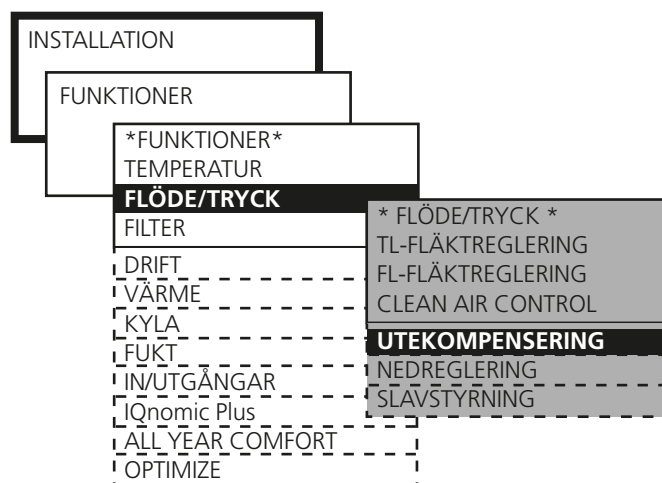 INSTALLATION
FUNKTIONER
*FUNKTIONER*
TEMPERATUR
FLÖDE/TRYCK
FILTER
DRIFT
VÄRME
KYLA
FUKT
IN/UTGÅNGAR
IQnomic Plus
ALL YEAR COMFORT
OPTIMIZE
* FLÖDE/TRYCK *
TL-FLÄKTREGLERING
FL-FLÄKTREGLERING
CLEAN AIR CONTROL
UTEKOMPENSERING
NEDREGLERING
SLAVSTYRNING